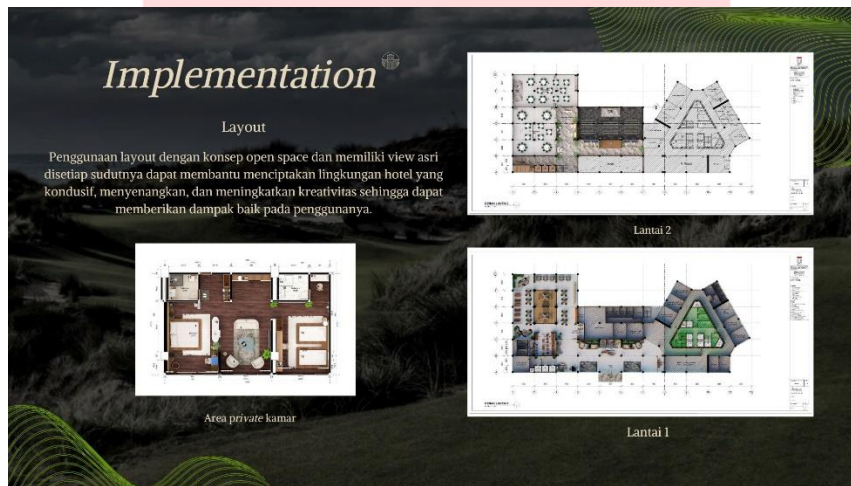 Implementation
Layout
Penggunaan layout dengan konsep open space dan memiliki view asri
disetiap sudutnya dapat membantu menciptakan lingkungan hotel yang
kondusif, menyenangkan, dan meningkatkan kreativitas sehingga dapat
memberikan dampak baik pada penggunanya.
Area private kamar
Lantai 2
Lantai 1